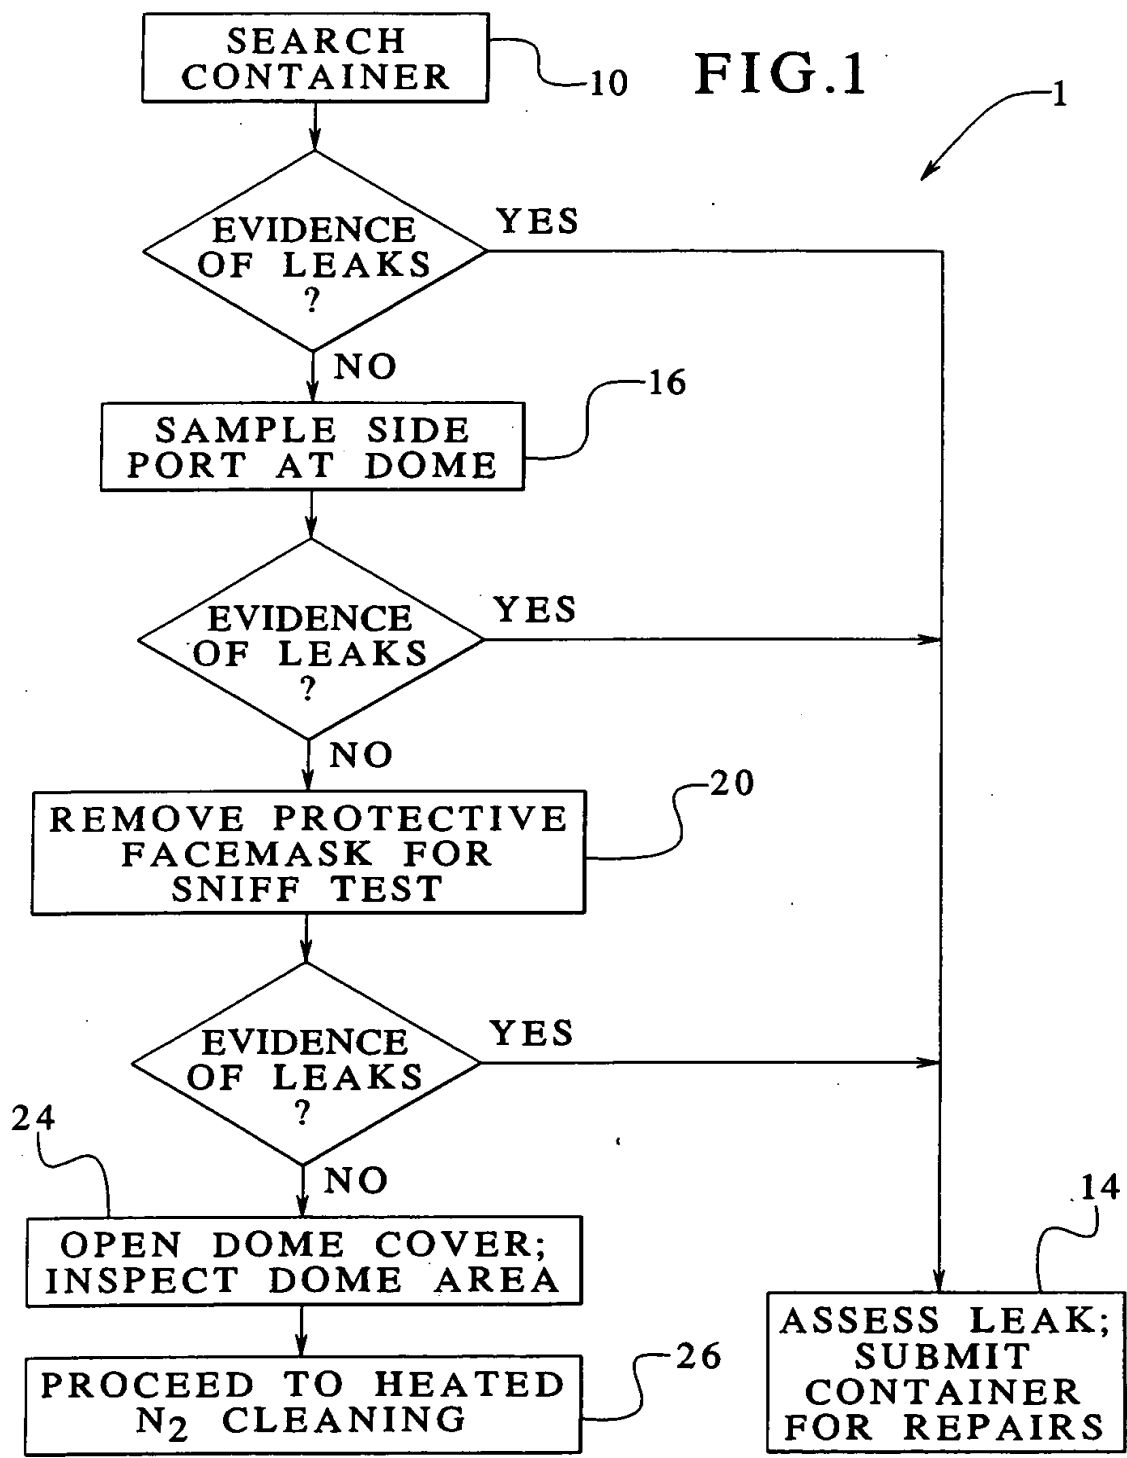 SEARCH
CONTAINER
10
FIG.1
1
EVIDENCE
OF LEAKS
?
YES
NO
16
SAMPLE SIDE
PORT AT DOME
EVIDENCE
OF LEAKS
?
YES
NO
20
REMOVE PROTECTIVE
FACEMASK FOR
SNIFF TEST
EVIDENCE
OF LEAKS
?
YES
24
NO
OPEN DOME COVER;
INSPECT DOME AREA
14
ASSESS LEAK;
SUBMIT
CONTAINER
FOR REPAIRS
26
PROCEED TO HEATED
N2 CLEANING